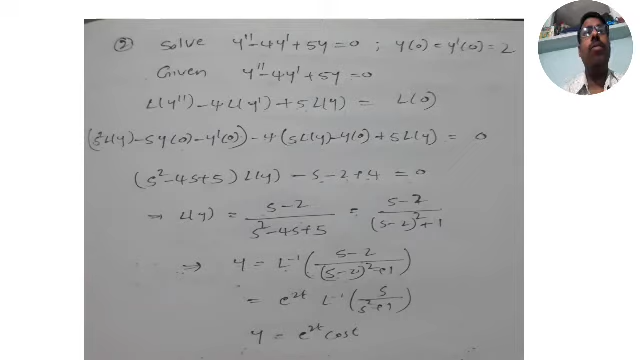 ② Solve y'' - 4y' + 5y = 0 ; y(0) = y'(0) = 2
Given y'' - 4y' + 5y = 0
L(y'') - 4L(y') + 5L(y) = L(0)
(s²L(y) - sy(0) - y'(0)) - 4(sL(y) - y(0) + 5L(y) = 0
(s² - 4s + 5) L(y) - s - 2 + 4 = 0
⇒ L(y) = (s-2)/(s² - 4s + 5) = (s-2)/((s-2)² + 1)
⇒ y = L⁻¹((s-2)/((s-2)² + 1))
= e^2t L⁻¹(s/(s² + 1))
y = e^2t cost